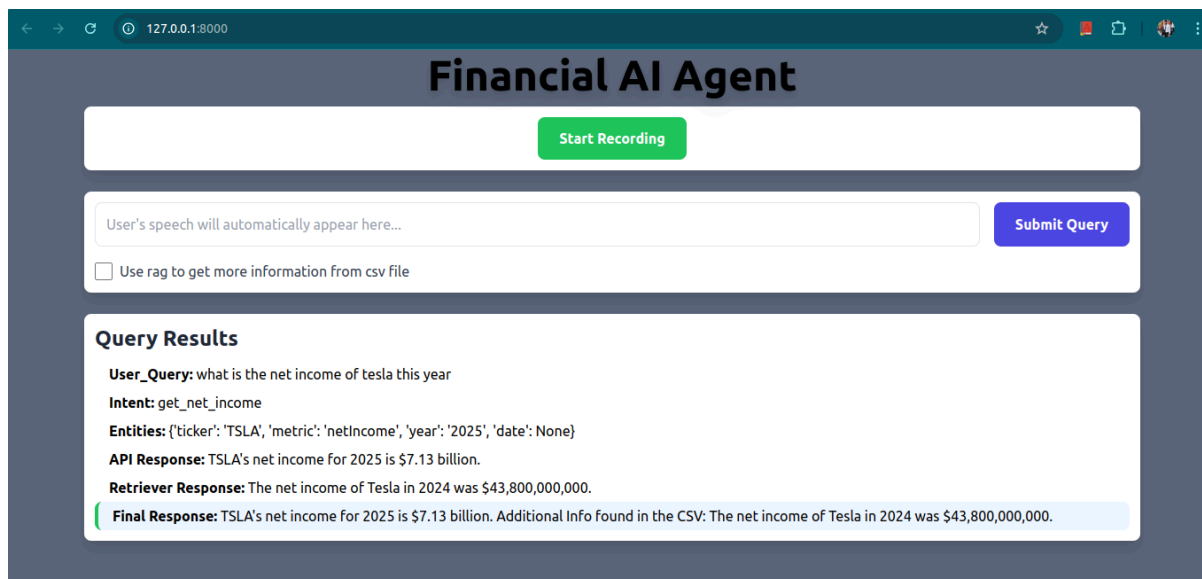 127.0.0.1:8000
Financial AI Agent
Start Recording
User's speech will automatically appear here...
Submit Query
Use rag to get more information from csv file
Query Results
User_Query: what is the net income of tesla this year
Intent: get_net_income
Entities: {'ticker': 'TSLA', 'metric': 'netIncome', 'year': '2025', 'date': None}
API Response: TSLA's net income for 2025 is $7.13 billion.
Retriever Response: The net income of Tesla in 2024 was $43,800,000,000.
Final Response: TSLA's net income for 2025 is $7.13 billion. Additional Info found in the CSV: The net income of Tesla in 2024 was $43,800,000,000.